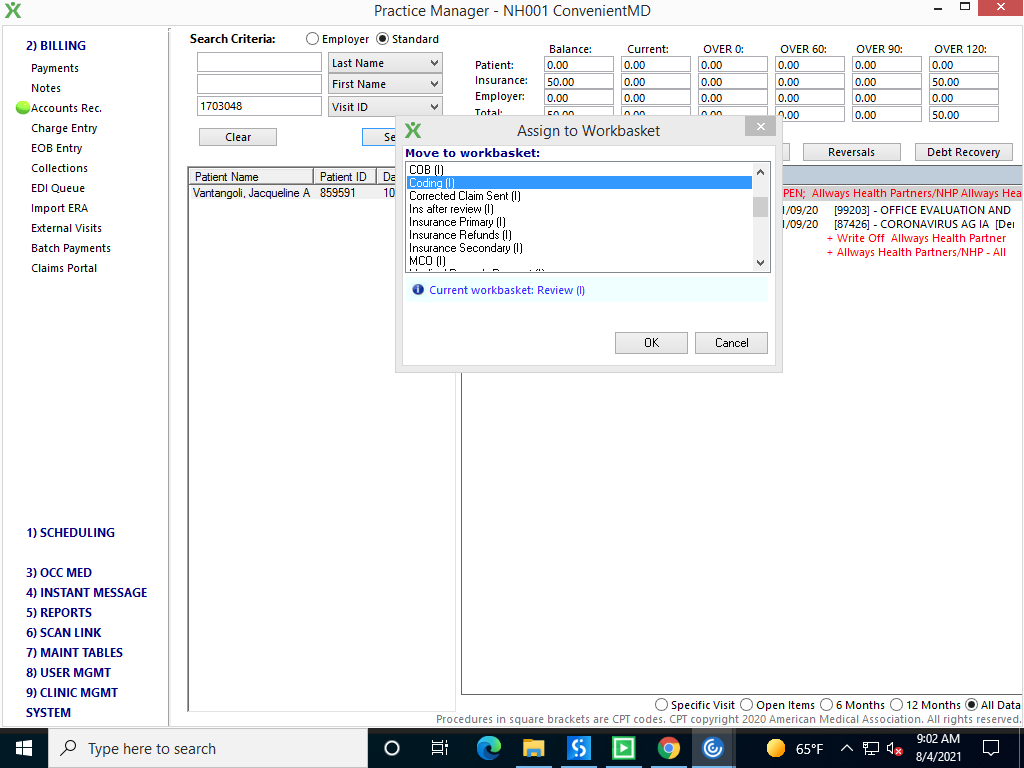 Practice Manager - NH001 ConvenientMD
2) BILLING
Payments
Notes
Accounts Rec.
Charge Entry
EOB Entry
Collections
EDI Queue
Import ERA
External Visits
Batch Payments
Claims Portal
1) SCHEDULING
3) OCC MED
4) INSTANT MESSAGE
5) REPORTS
6) SCAN LINK
7) MAINT TABLES
8) USER MGMT
9) CLINIC MGMT
SYSTEM
Search Criteria: Employer Standard
Last Name
First Name
1703048 Visit ID
Clear
Balance: Current: OVER 0: OVER 60: OVER 90: OVER 120:
Patient: 0.00 0.00 0.00 0.00 0.00 0.00
Insurance: 50.00 0.00 0.00 0.00 0.00 50.00
Employer: 0.00 0.00 0.00 0.00 0.00 0.00
Total: 50.00 0.00 0.00 0.00 0.00 50.00
Reversals Debt Recovery
Patient Name Patient ID Da
Vantangoli, Jacqueline A 859591 10
PEN; Allways Health Partners/NHP Allways Hea
/09/20 [99203] - OFFICE EVALUATION AND
/09/20 [87426] - CORONAVIRUS AG IA [Der
+ Write Off Allways Health Partner
+ Allways Health Partners/NHP - All
Assign to Workbasket
Move to workbasket:
COB (I)
Coding (I)
Corrected Claim Sent (I)
Ins after review (I)
Insurance Primary (I)
Insurance Refunds (I)
Insurance Secondary (I)
MCO (I)
Current workbasket: Review (I)
OK Cancel
Specific Visit Open Items 6 Months 12 Months All Data
Procedures in square brackets are CPT codes. CPT copyright 2020 American Medical Association. All rights reserved.
Type here to search
65°F
9:02 AM
8/4/2021